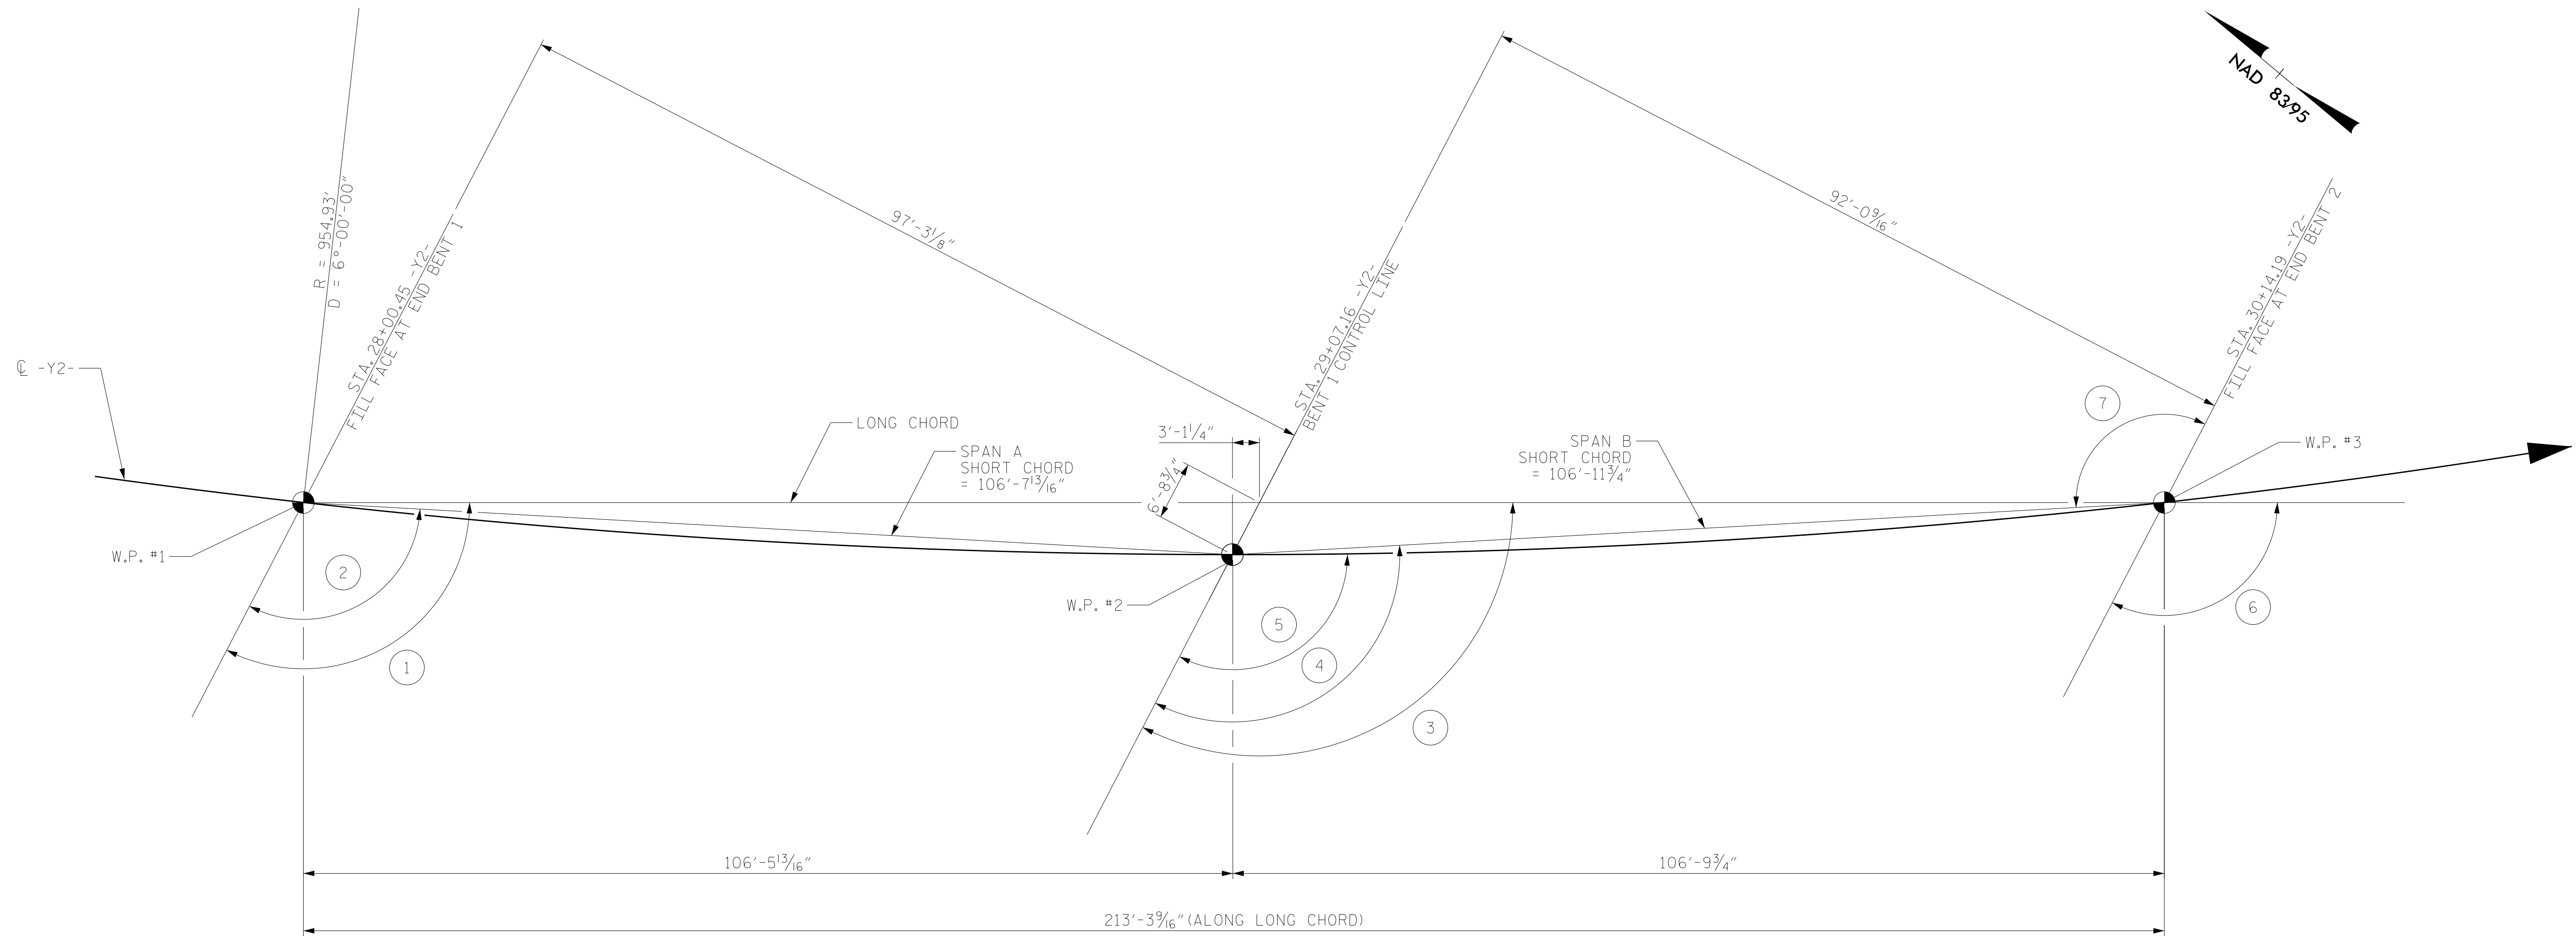 NAD 83/95
R = 954.93'
D = 6°-00'-00"
STA. 28+00.45 -Y2-
FILL FACE AT END BENT 1
97'-3 1/8"
STA. 29+07.16 -Y2-
BENT 1 CONTROL LINE
92'-0 9/16"
STA. 30+14.19 -Y2-
FILL FACE AT END BENT 2
℄ -Y2-
LONG CHORD
SPAN A
SHORT CHORD
= 106'-7 13/16"
3'-1 1/4"
6'-8 3/4"
SPAN B
SHORT CHORD
= 106'-11 3/4"
7
W.P. #3
W.P. #1
2
1
W.P. #2
5
4
3
6
106'-5 13/16"
106'-9 3/4"
213'-3 9/16" (ALONG LONG CHORD)